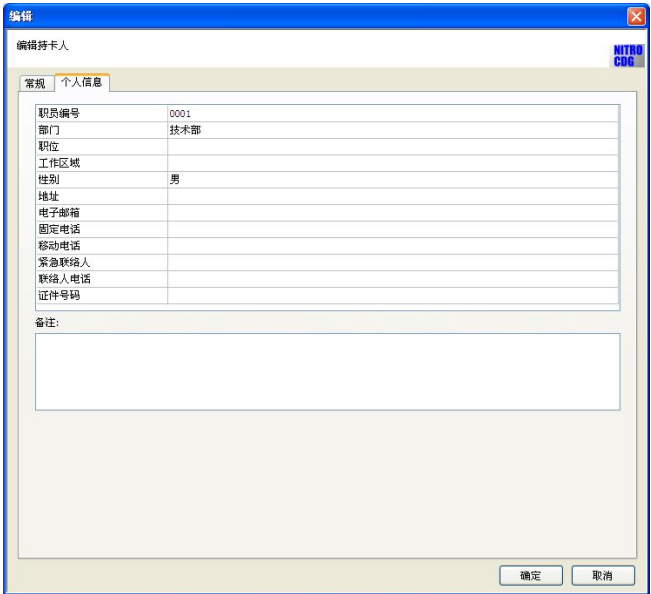 编辑
编辑持卡人
NITRO
CDG
常规 个人信息
职员编号 0001
部门 技术部
职位
工作区域
性别 男
地址
电子邮箱
固定电话
移动电话
紧急联络人
联络人电话
证件号码
备注:
确定 取消